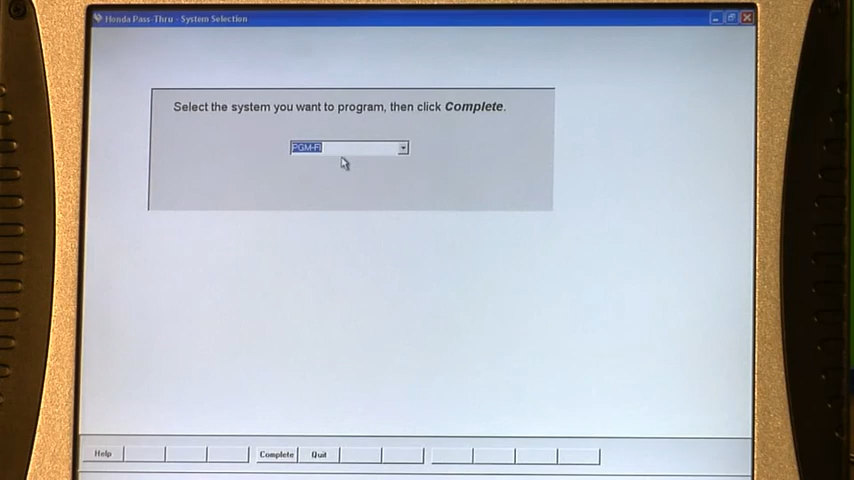 Honda Pass-Thru - System Selection
Select the system you want to program, then click Complete.
PGM-FI
Help
Complete
Quit